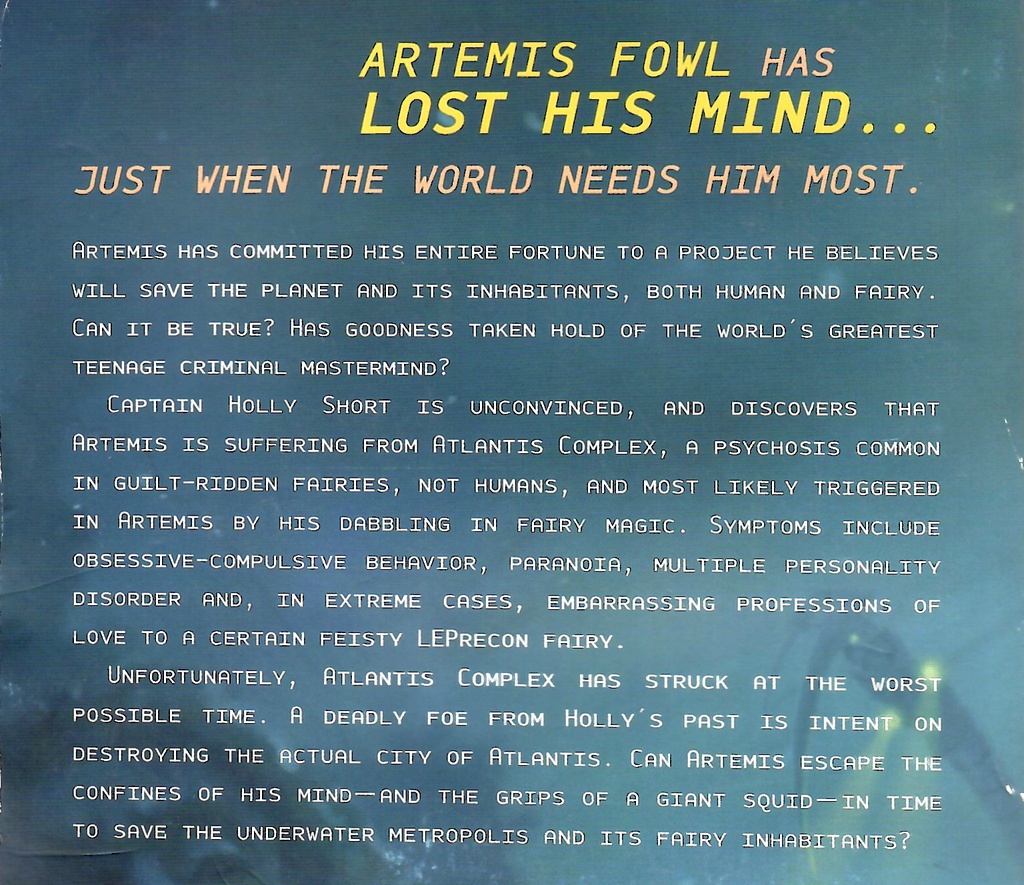 ARTEMIS FOWL HAS
LOST HIS MIND...
JUST WHEN THE WORLD NEEDS HIM MOST.
ARTEMIS HAS COMMITTED HIS ENTIRE FORTUNE TO A PROJECT HE BELIEVES
WILL SAVE THE PLANET AND ITS INHABITANTS, BOTH HUMAN AND FAIRY.
CAN IT BE TRUE? HAS GOODNESS TAKEN HOLD OF THE WORLD'S GREATEST
TEENAGE CRIMINAL MASTERMIND?
CAPTAIN HOLLY SHORT IS UNCONVINCED, AND DISCOVERS THAT
ARTEMIS IS SUFFERING FROM ATLANTIS COMPLEX, A PSYCHOSIS COMMON
IN GUILT-RIDDEN FAIRIES, NOT HUMANS, AND MOST LIKELY TRIGGERED
IN ARTEMIS BY HIS DABBLING IN FAIRY MAGIC. SYMPTOMS INCLUDE
OBSESSIVE-COMPULSIVE BEHAVIOR, PARANOIA, MULTIPLE PERSONALITY
DISORDER AND, IN EXTREME CASES, EMBARRASSING PROFESSIONS OF
LOVE TO A CERTAIN FEISTY LEPRECON FAIRY.
UNFORTUNATELY, ATLANTIS COMPLEX HAS STRUCK AT THE WORST
POSSIBLE TIME. A DEADLY FOE FROM HOLLY'S PAST IS INTENT ON
DESTROYING THE ACTUAL CITY OF ATLANTIS. CAN ARTEMIS ESCAPE THE
CONFINES OF HIS MIND—AND THE GRIPS OF A GIANT SQUID—IN TIME
TO SAVE THE UNDERWATER METROPOLIS AND ITS FAIRY INHABITANTS?